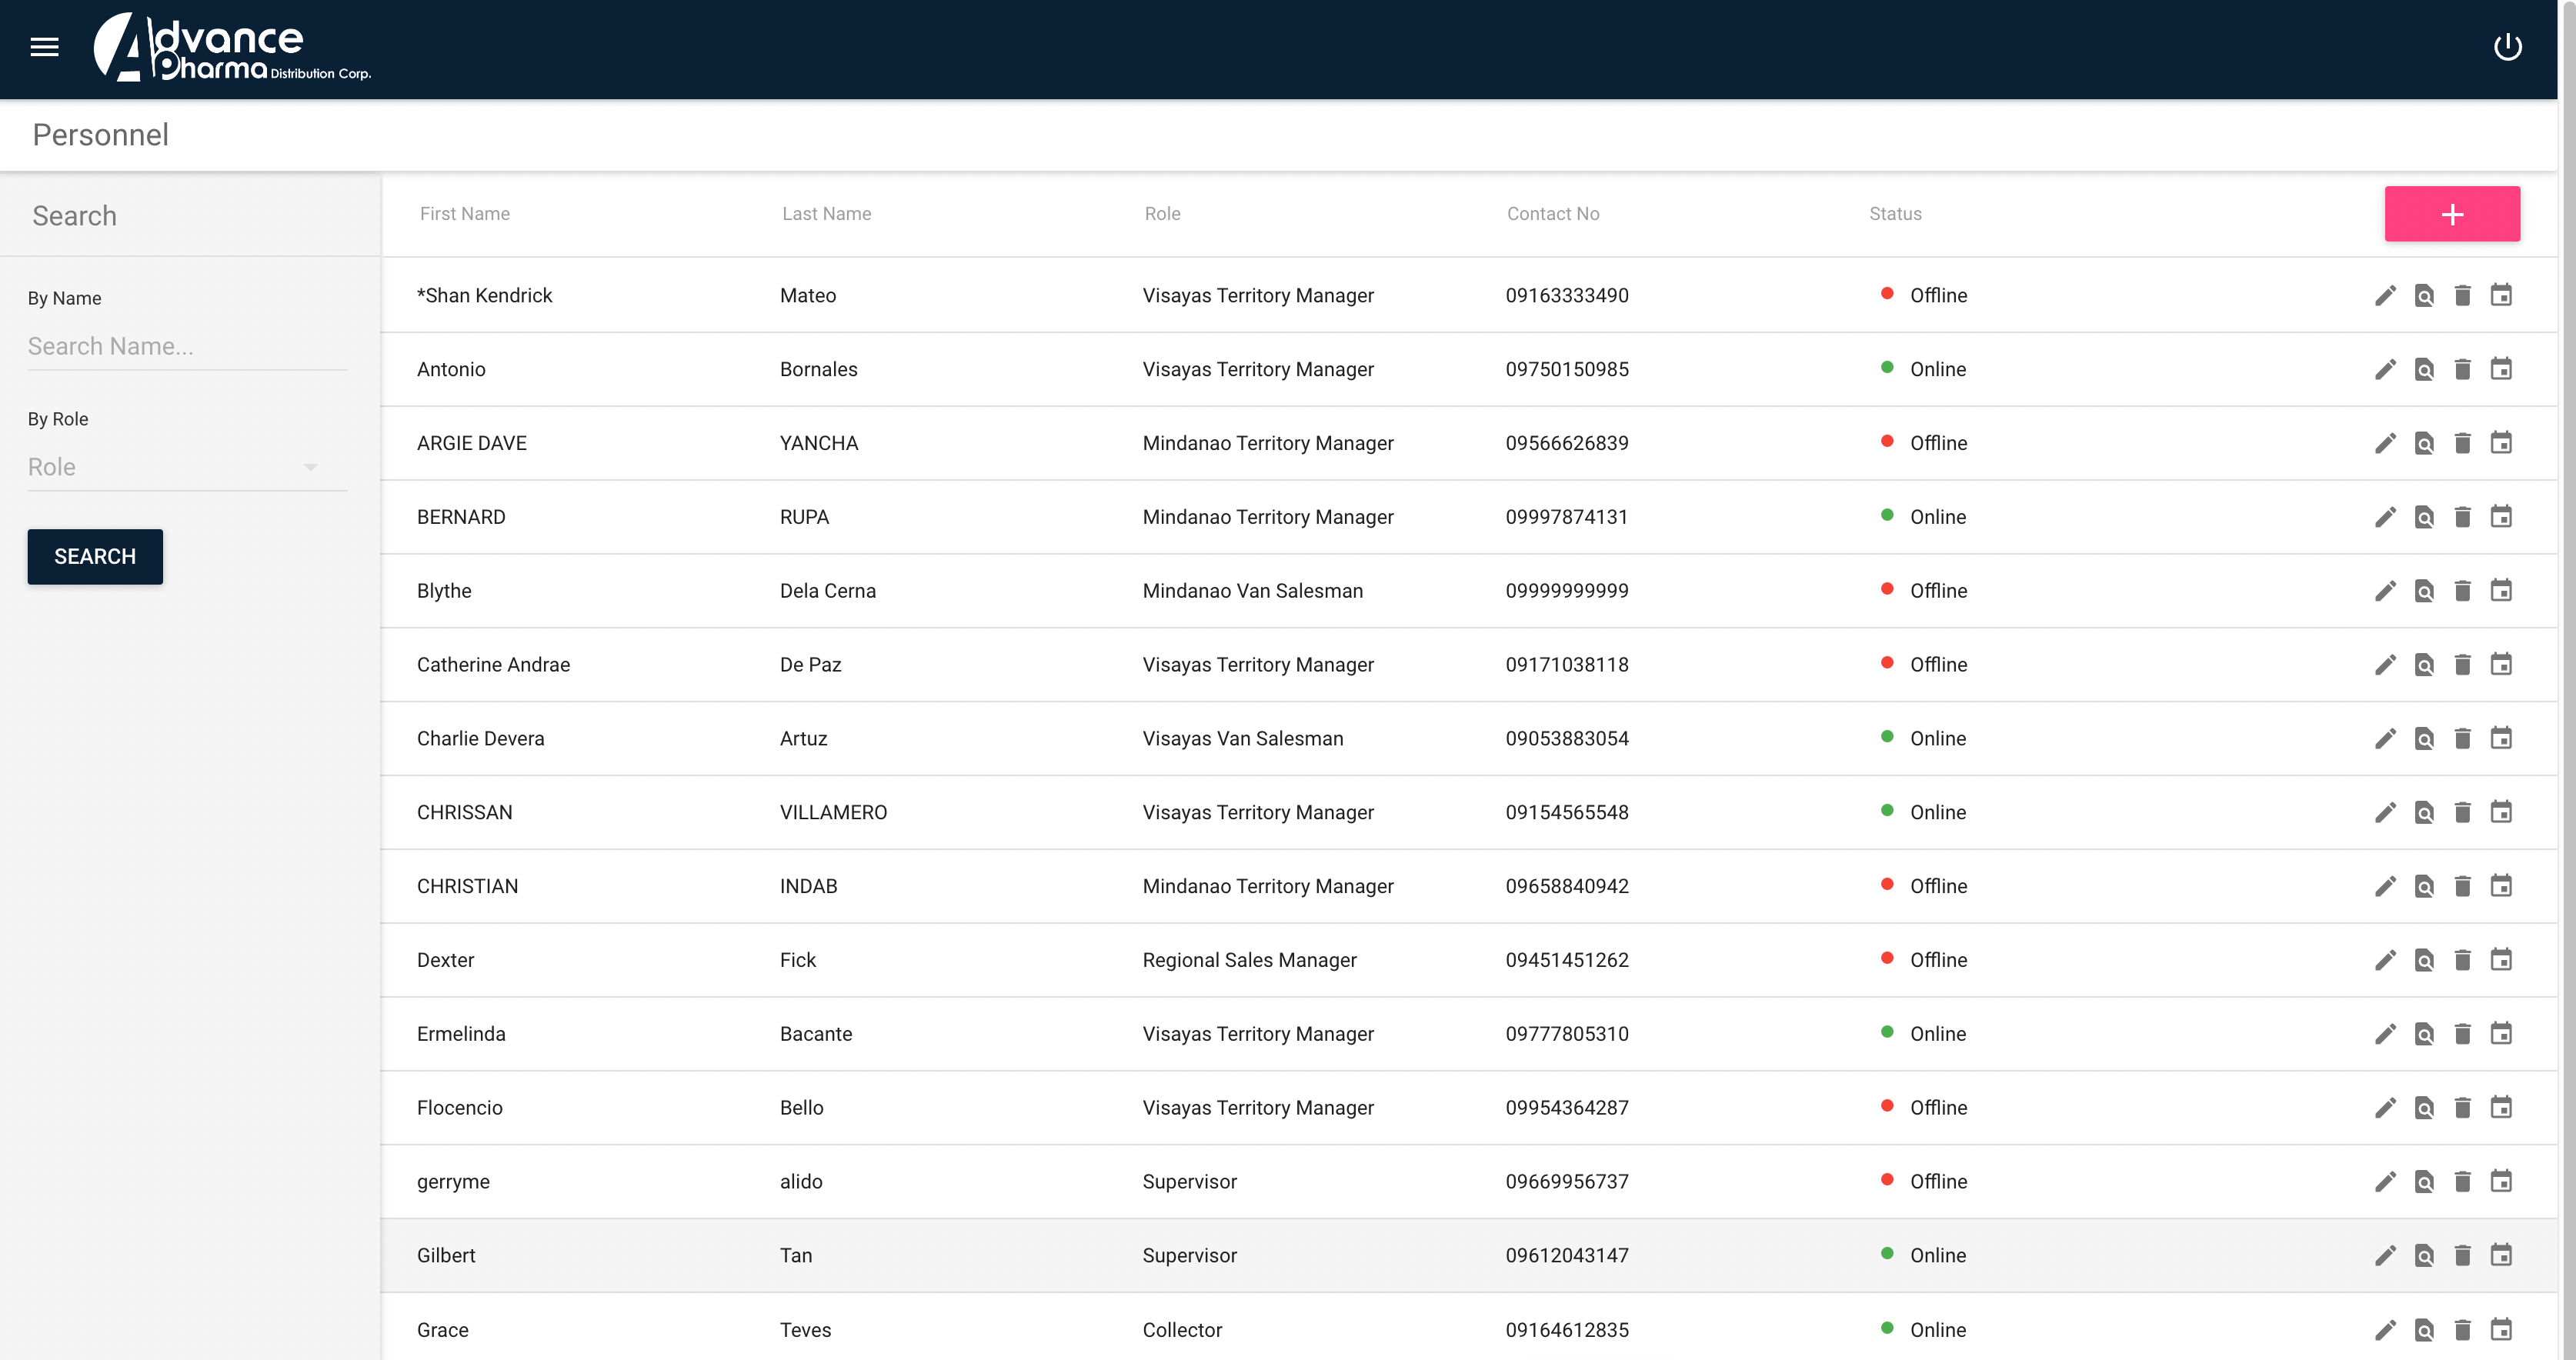 Advance
Pharma Distribution Corp.
Personnel
Search
By Name
Search Name...
By Role
Role
SEARCH
First Name Last Name Role Contact No Status +
*Shan Kendrick Mateo Visayas Territory Manager 09163333490 Offline
Antonio Bornales Visayas Territory Manager 09750150985 Online
ARGIE DAVE YANCHA Mindanao Territory Manager 09566626839 Offline
BERNARD RUPA Mindanao Territory Manager 09997874131 Online
Blythe Dela Cerna Mindanao Van Salesman 09999999999 Offline
Catherine Andrae De Paz Visayas Territory Manager 09171038118 Offline
Charlie Devera Artuz Visayas Van Salesman 09053883054 Online
CHRISSAN VILLAMERO Visayas Territory Manager 09154565548 Online
CHRISTIAN INDAB Mindanao Territory Manager 09658840942 Offline
Dexter Fick Regional Sales Manager 09451451262 Offline
Ermelinda Bacante Visayas Territory Manager 09777805310 Online
Flocencio Bello Visayas Territory Manager 09954364287 Offline
gerryme alido Supervisor 09669956737 Offline
Gilbert Tan Supervisor 09612043147 Online
Grace Teves Collector 09164612835 Online